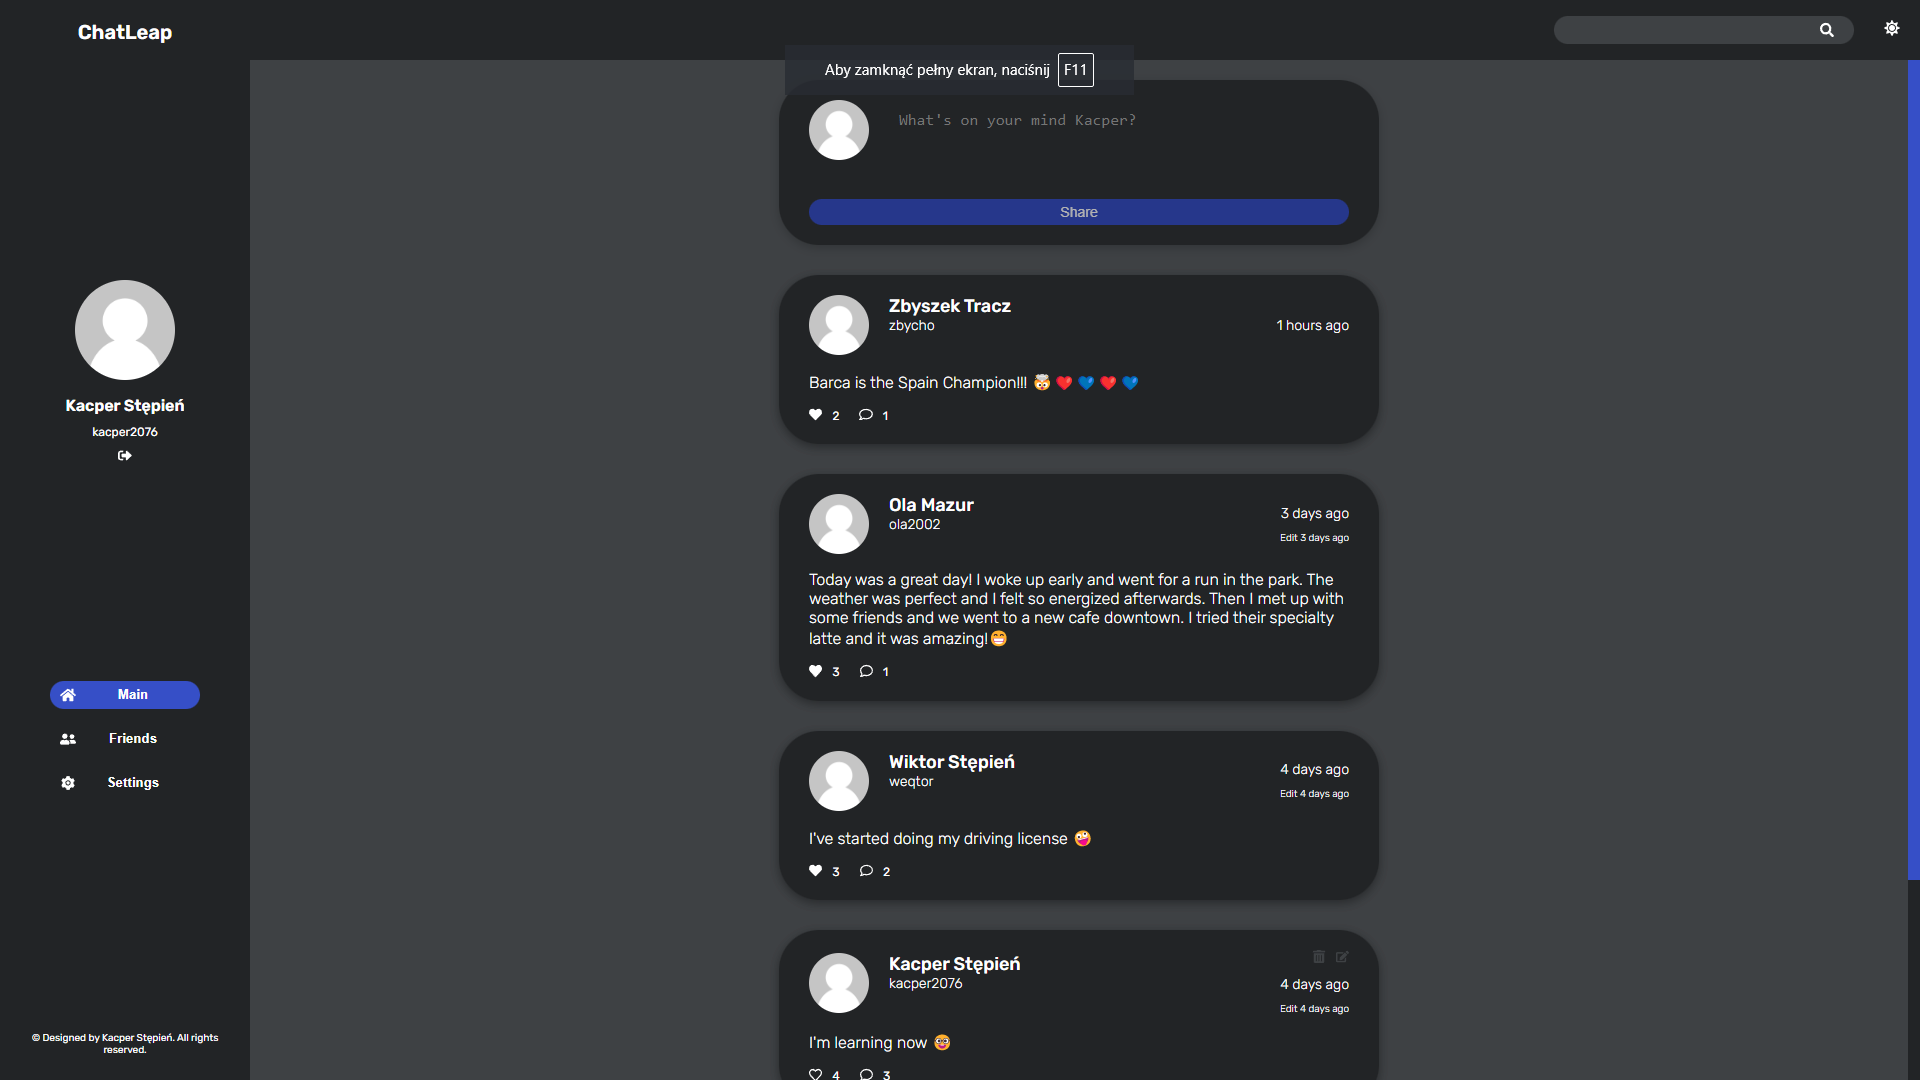 ChatLeap
Aby zamknąć pełny ekran, naciśnij F11
What's on your mind Kacper?
Share
Kacper Stępień
kacper2076
Main
Friends
Settings
© Designed by Kacper Stępień. All rights
reserved.
Zbyszek Tracz
zbycho
1 hours ago
Barca is the Spain Champion!!! 🤯❤️💙❤️💙
2 1
Ola Mazur
ola2002
3 days ago
Edit 3 days ago
Today was a great day! I woke up early and went for a run in the park. The
weather was perfect and I felt so energized afterwards. Then I met up with
some friends and we went to a new cafe downtown. I tried their specialty
latte and it was amazing!😁
3 1
Wiktor Stępień
weqtor
4 days ago
Edit 4 days ago
I've started doing my driving license 🤪
3 2
Kacper Stępień
kacper2076
4 days ago
Edit 4 days ago
I'm learning now 🤓
4 3